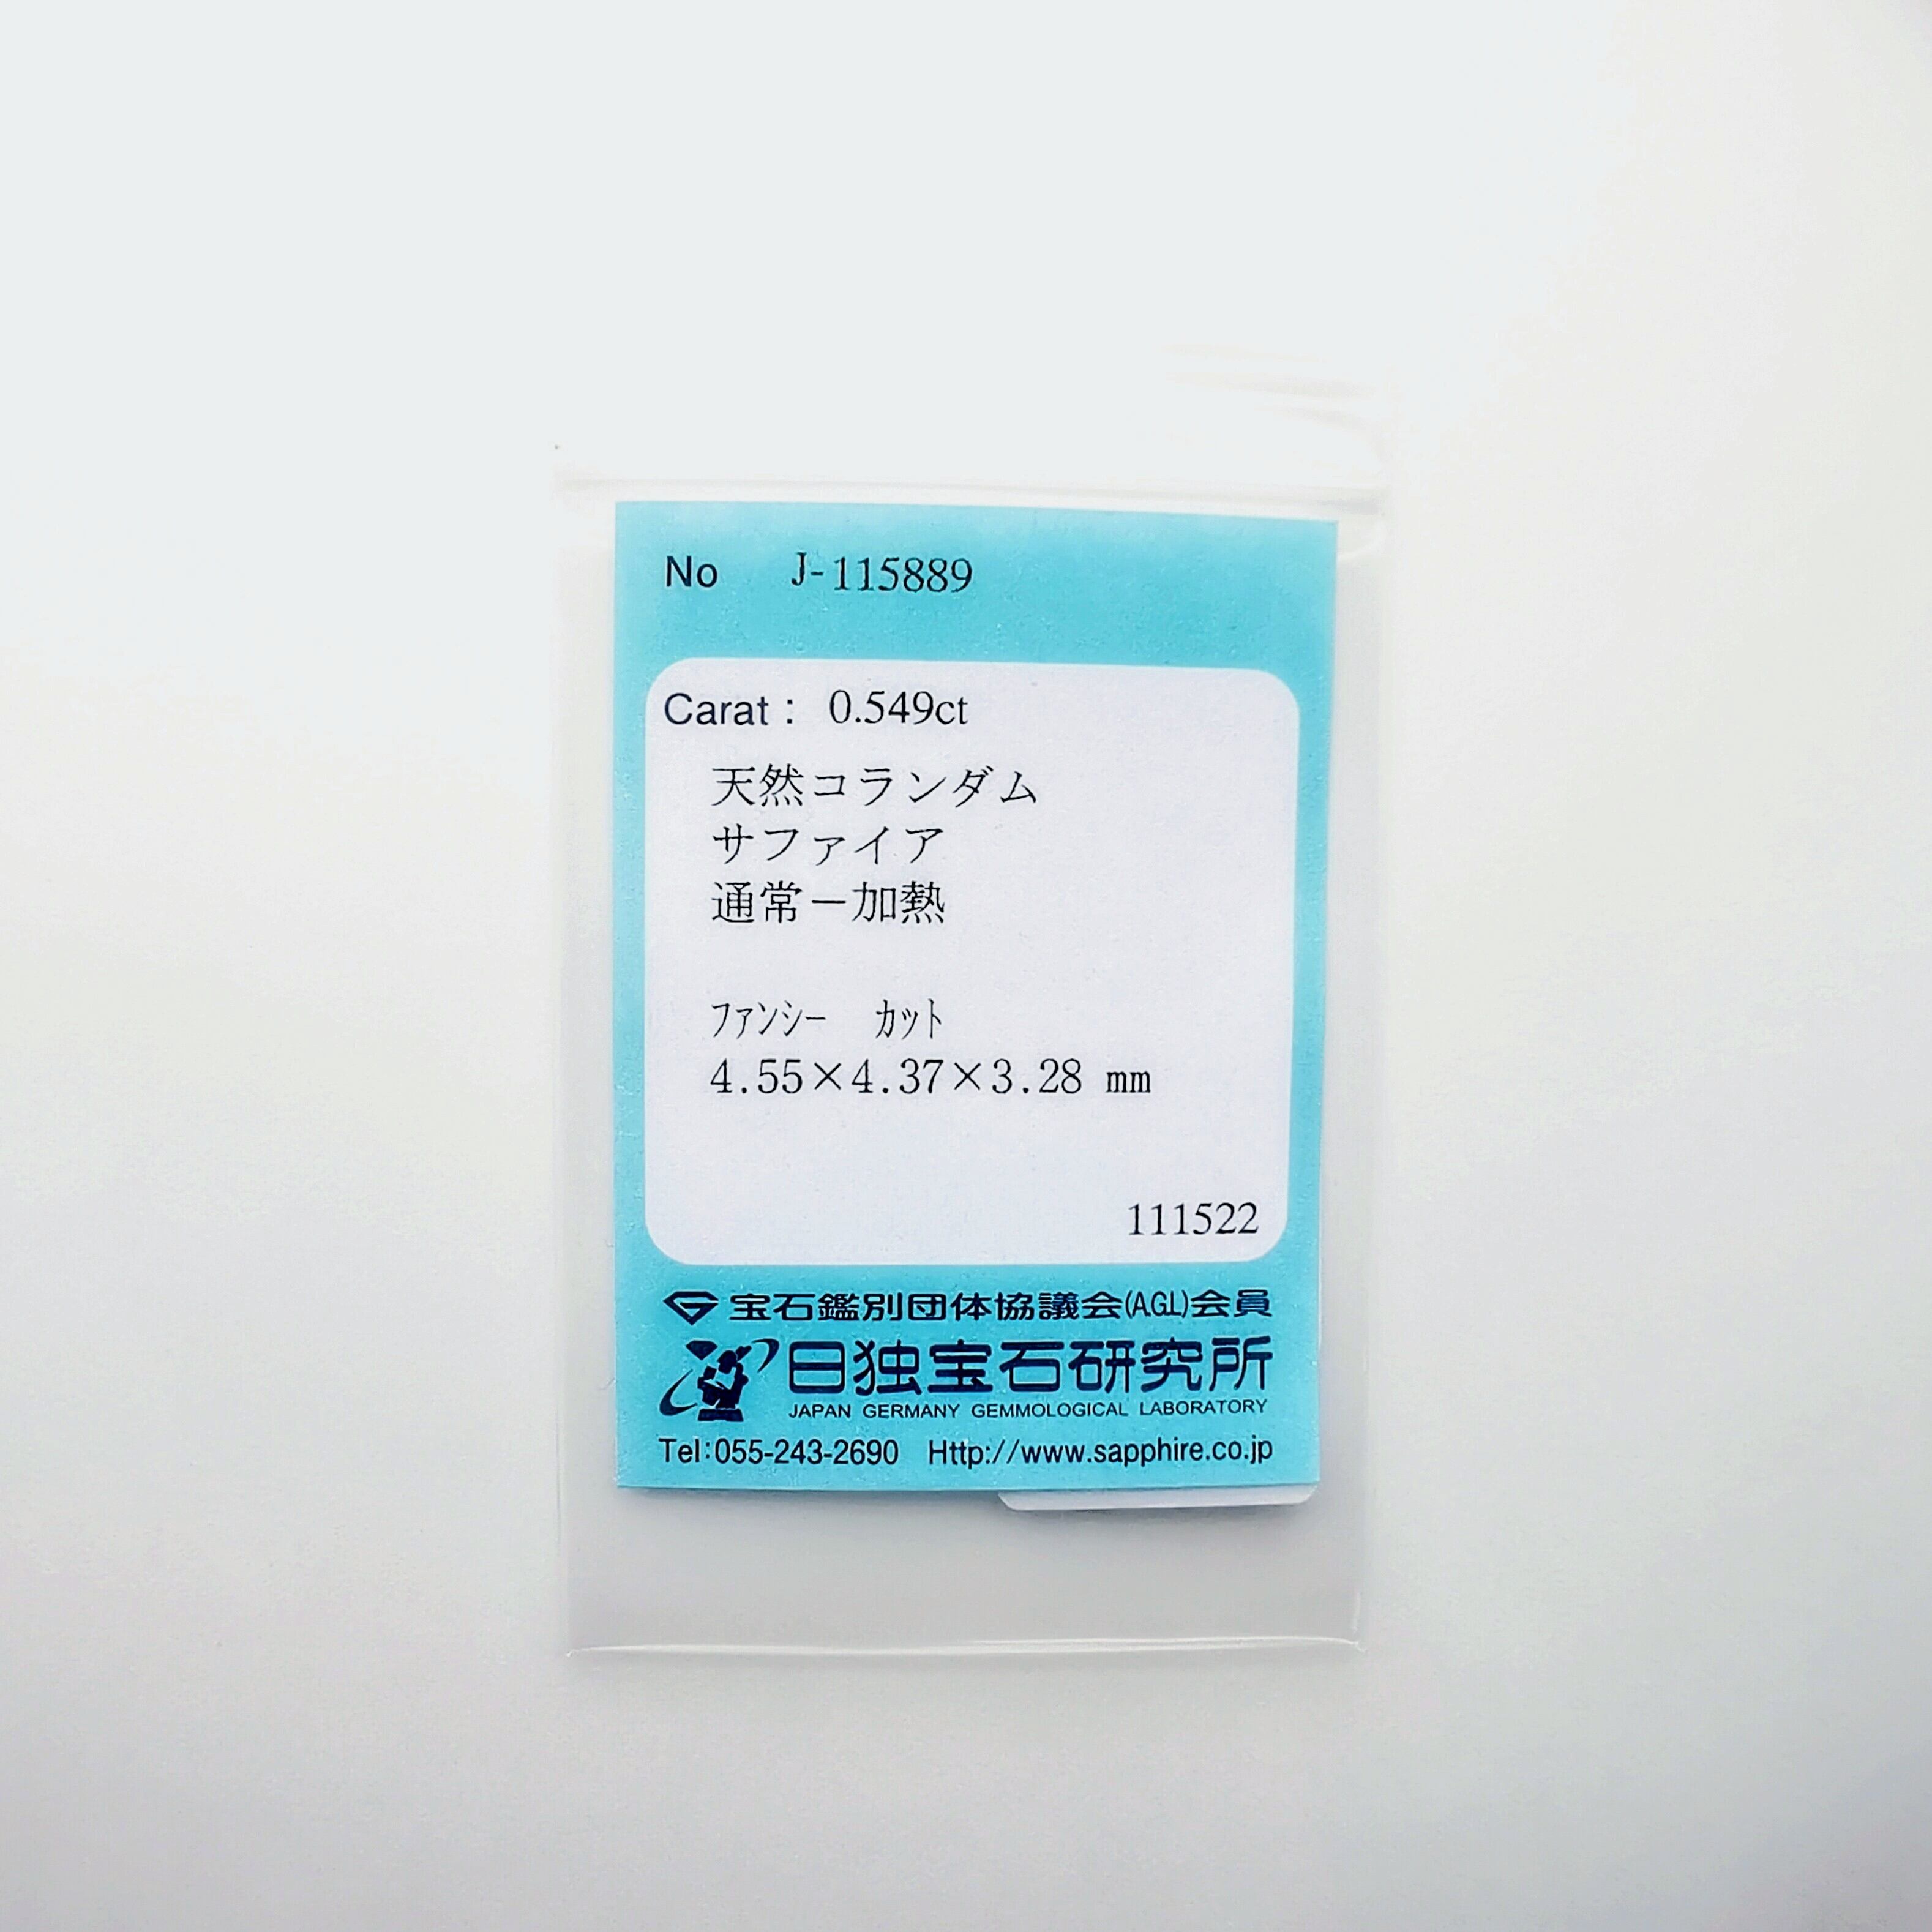 No J-115889
Carat : 0.549ct
天然コランダム
サファイア
通常－加熱
ファンシー カット
4.55×4.37×3.28 mm
111522
宝石鑑別団体協議会(AGL)会員
日独宝石研究所
JAPAN GERMANY GEMMOLOGICAL LABORATORY
Tel:055-243-2690 Http://www.sapphire.co.jp